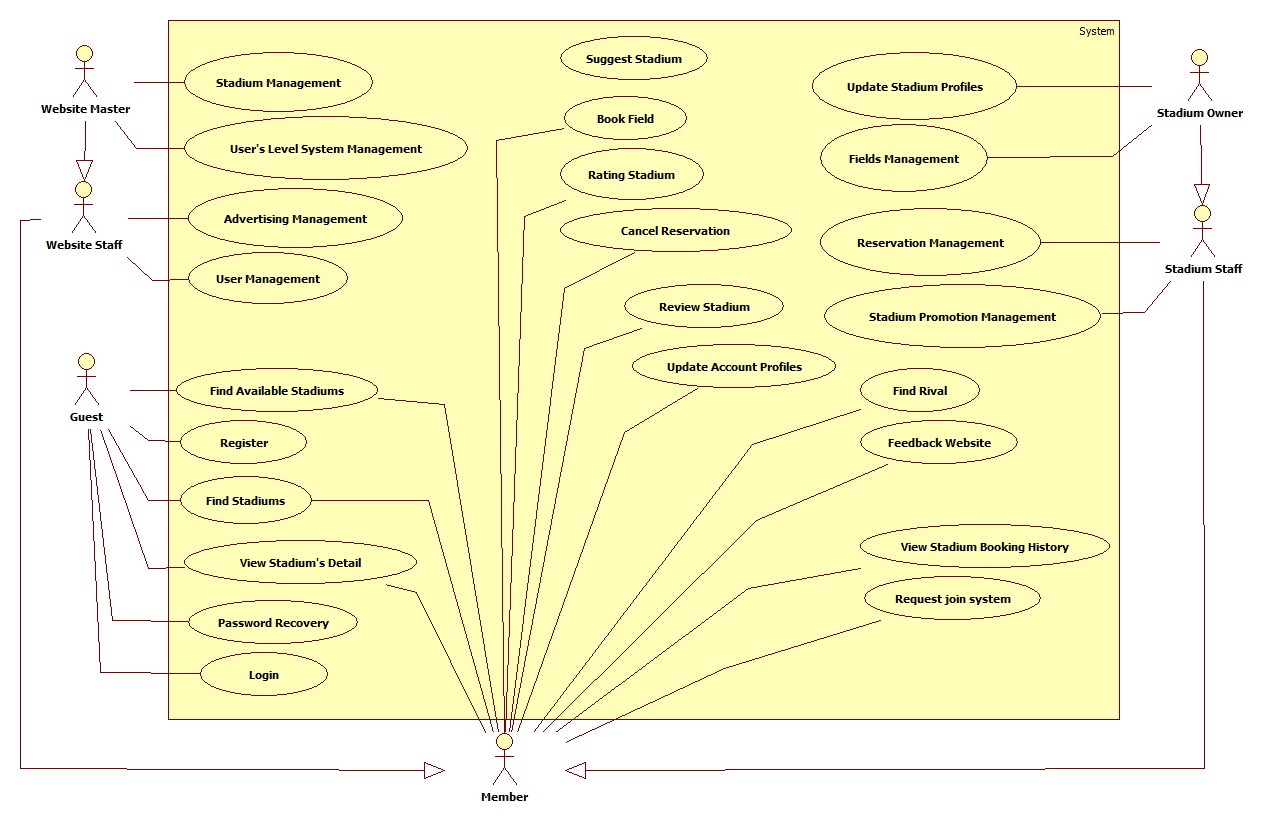 System
Suggest Stadium
Website Master
Stadium Management
Update Stadium Profiles
Stadium Owner
Book Field
User's Level System Management
Fields Management
Rating Stadium
Website Staff
Advertising Management
Cancel Reservation
Reservation Management
Stadium Staff
User Management
Review Stadium
Stadium Promotion Management
Update Account Profiles
Guest
Find Available Stadiums
Find Rival
Register
Feedback Website
Find Stadiums
View Stadium's Detail
View Stadium Booking History
Password Recovery
Request join system
Login
Member